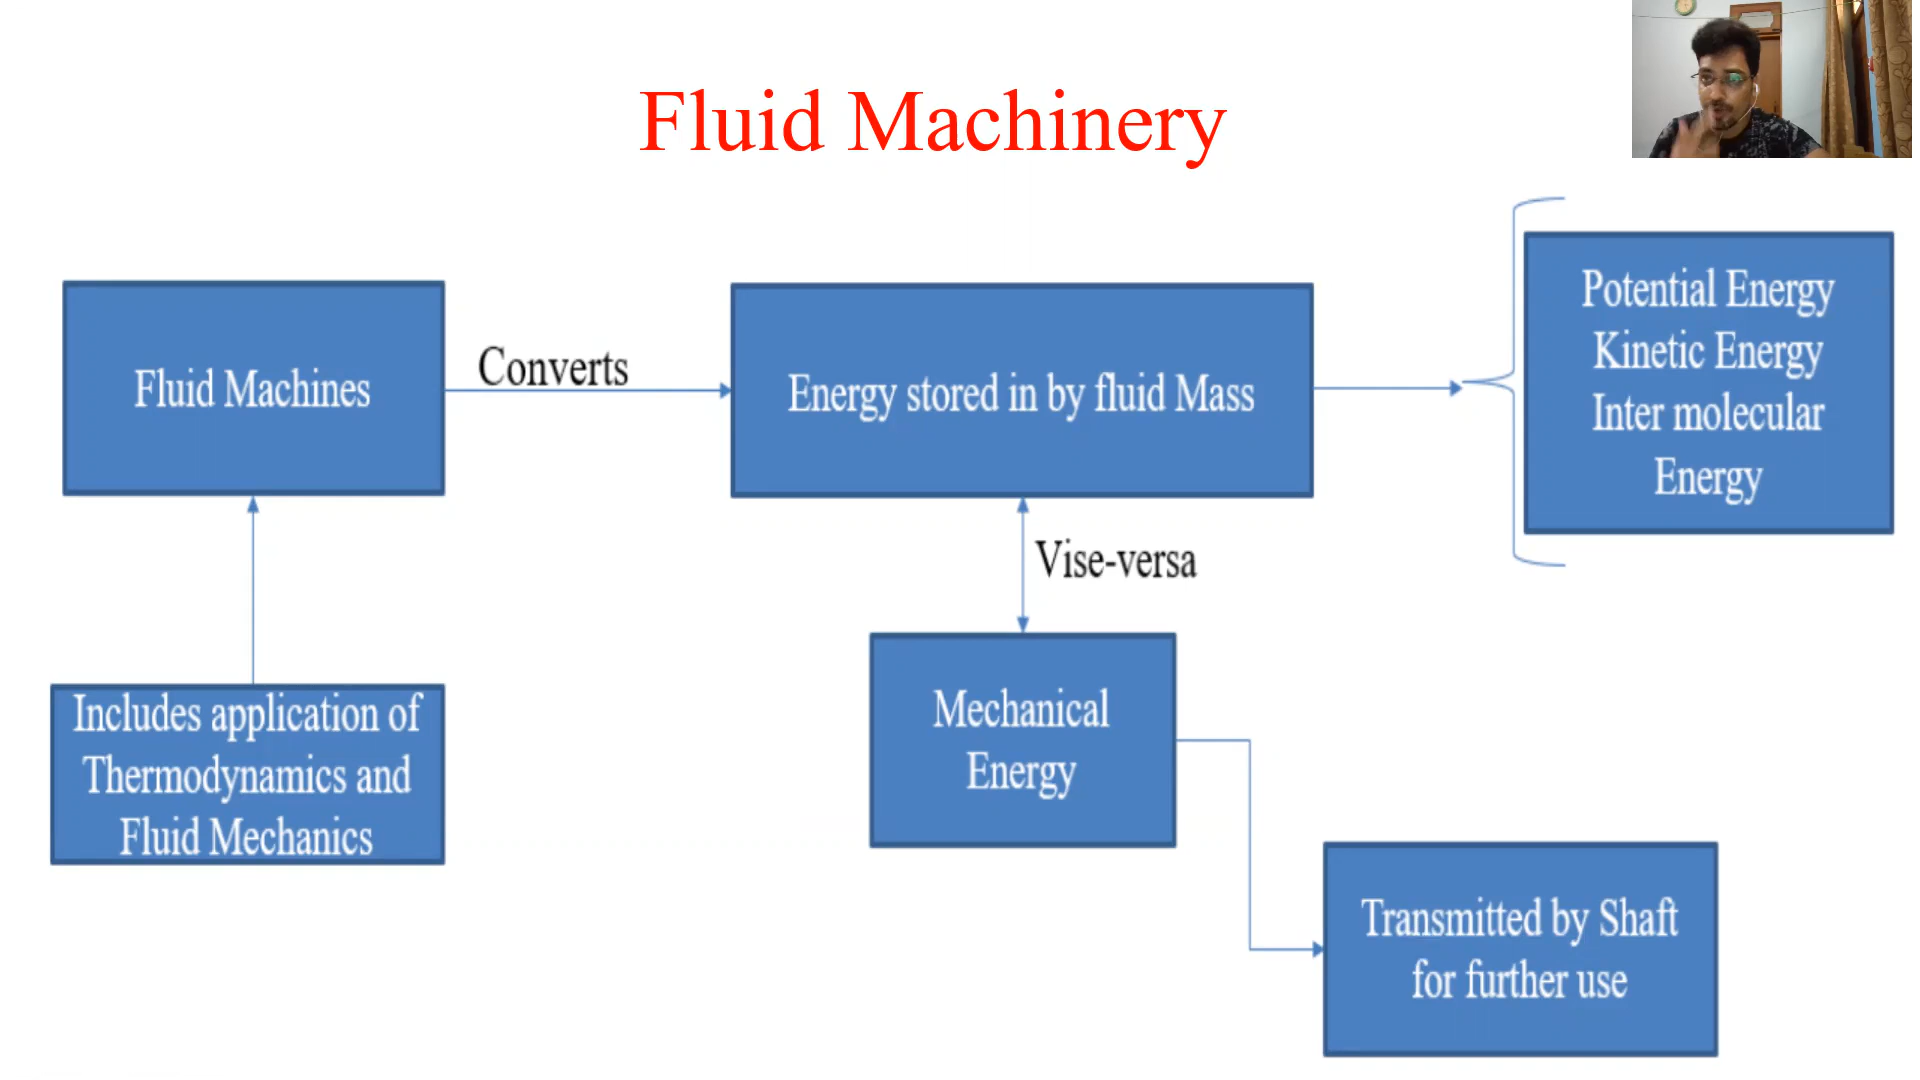 Fluid Machinery
Fluid Machines
Converts
Energy stored in by fluid Mass
Potential Energy
Kinetic Energy
Inter molecular
Energy
Vise-versa
Includes application of
Thermodynamics and
Fluid Mechanics
Mechanical
Energy
Transmitted by Shaft
for further use